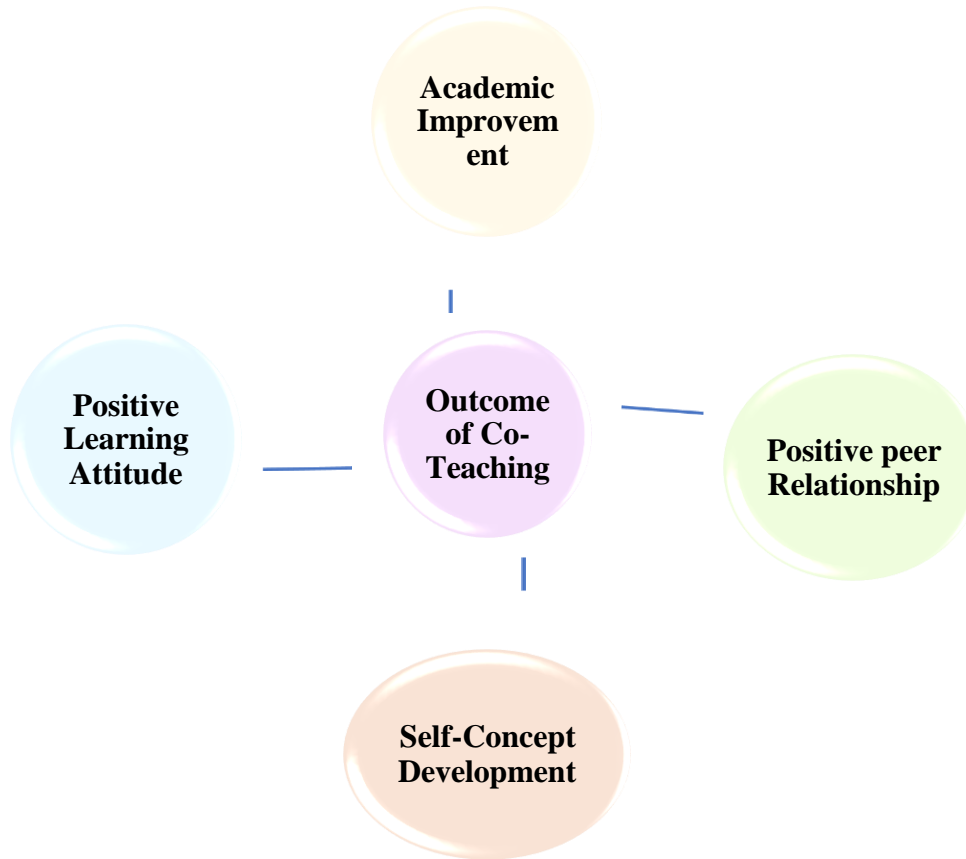 Academic
Improvem
ent
Positive
Learning
Attitude
Outcome
of Co-
Teaching
Positive peer
Relationship
Self-Concept
Development